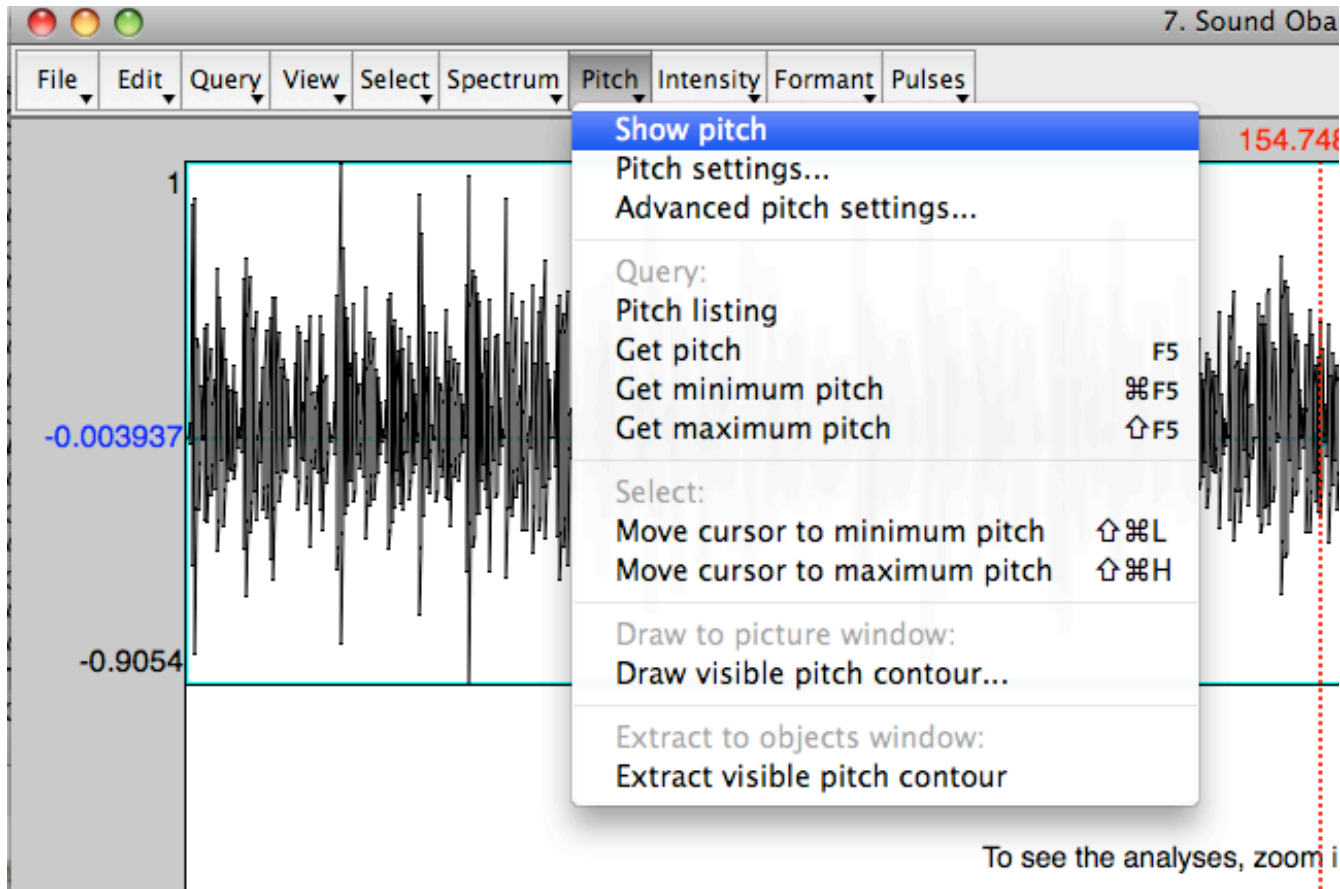 7. Sound Oba
File Edit Query View Select Spectrum Pitch Intensity Formant Pulses
Show pitch
154.748
Pitch settings...
1
Advanced pitch settings...
Query:
Pitch listing
Get pitch F5
Get minimum pitch ⌘F5
-0.003937
Get maximum pitch ⇧F5
Select:
Move cursor to minimum pitch ⇧⌘L
Move cursor to maximum pitch ⇧⌘H
Draw to picture window:
-0.9054
Draw visible pitch contour...
Extract to objects window:
Extract visible pitch contour
To see the analyses, zoom i